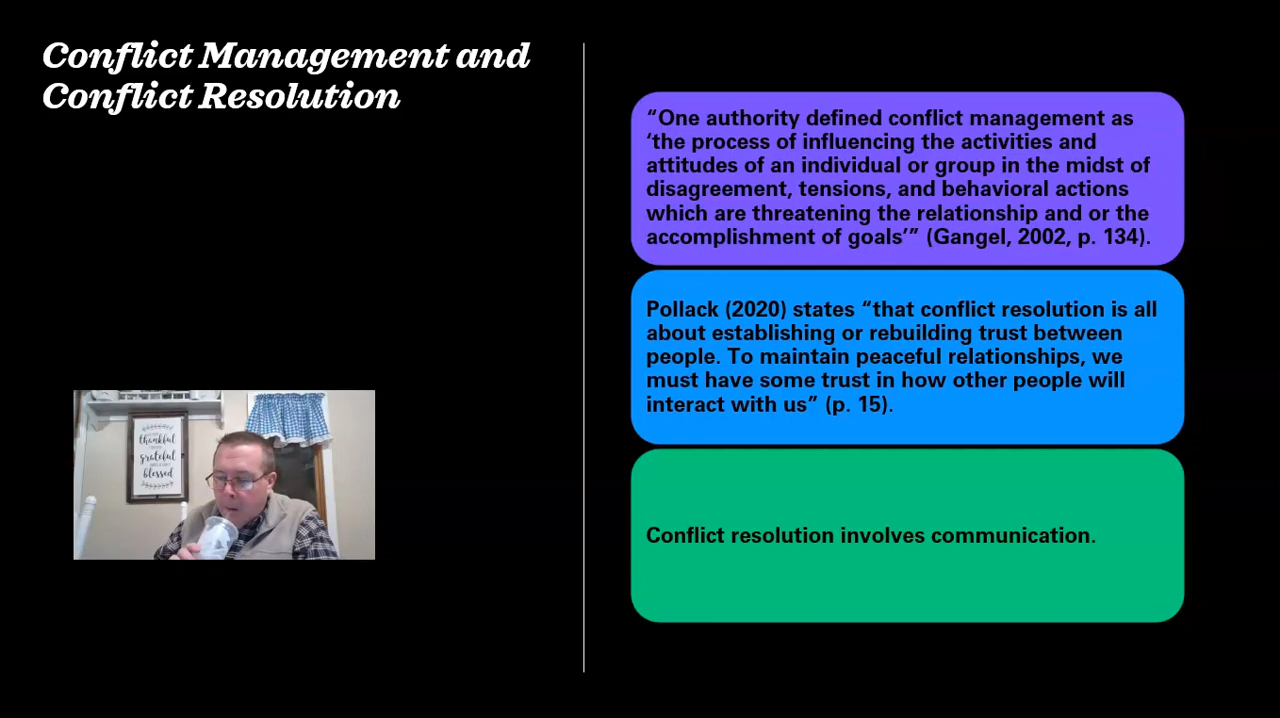 Conflict Management and
Conflict Resolution
“One authority defined conflict management as
‘the process of influencing the activities and
attitudes of an individual or group in the midst of
disagreement, tensions, and behavioral actions
which are threatening the relationship and or the
accomplishment of goals’” (Gangel, 2002, p. 134).
Pollack (2020) states “that conflict resolution is all
about establishing or rebuilding trust between
people. To maintain peaceful relationships, we
must have some trust in how other people will
interact with us” (p. 15).
Conflict resolution involves communication.
thankful
grateful
blessed